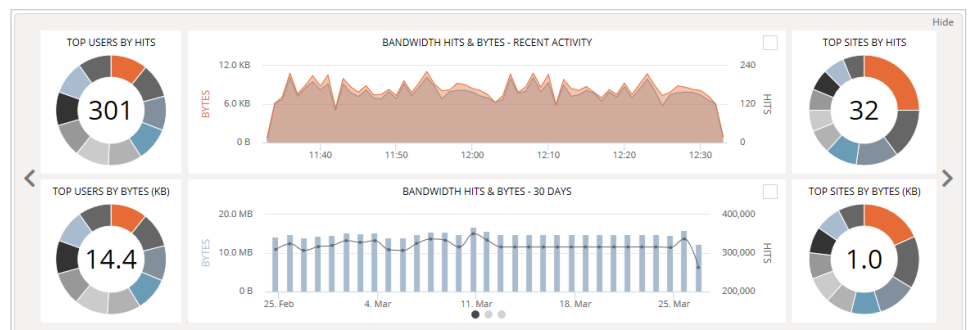 Hide
TOP USERS BY HITS
301
BANDWIDTH HITS & BYTES - RECENT ACTIVITY
BYTES
12.0 KB
6.0 KB
0 B
240
120
0
HITS
11:40 11:50 12:00 12:10 12:20 12:30
TOP SITES BY HITS
32
TOP USERS BY BYTES (KB)
14.4
BANDWIDTH HITS & BYTES - 30 DAYS
BYTES
20.0 MB
10.0 MB
0 B
400,000
300,000
200,000
HITS
25. Feb 4. Mar 11. Mar 18. Mar 25. Mar
TOP SITES BY BYTES (KB)
1.0